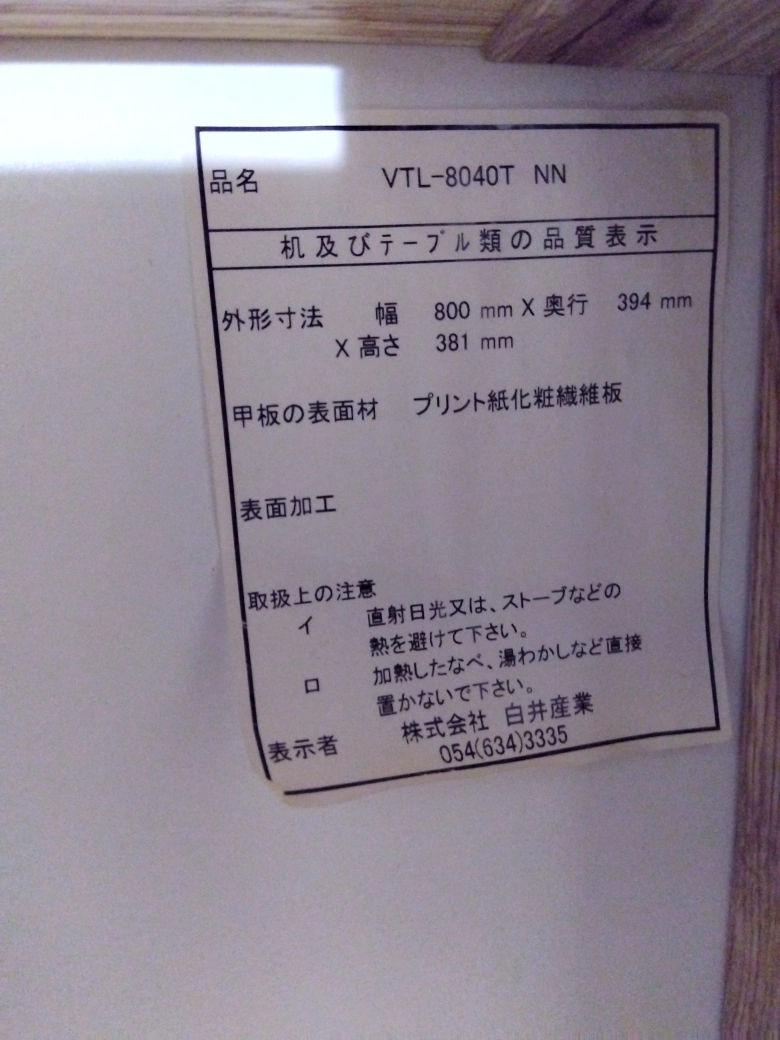 品名 VTL-8040T NN
机及びテーブル類の品質表示
外形寸法 幅 800 mm X 奥行 394 mm
X 高さ 381 mm
甲板の表面材 プリント紙化粧繊維板
表面加工
取扱上の注意
イ 直射日光又は、ストーブなどの
熱を避けて下さい。
ロ 加熱したなべ、湯わかしなど直接
置かないで下さい。
表示者 株式会社 白井産業
054(634)3335